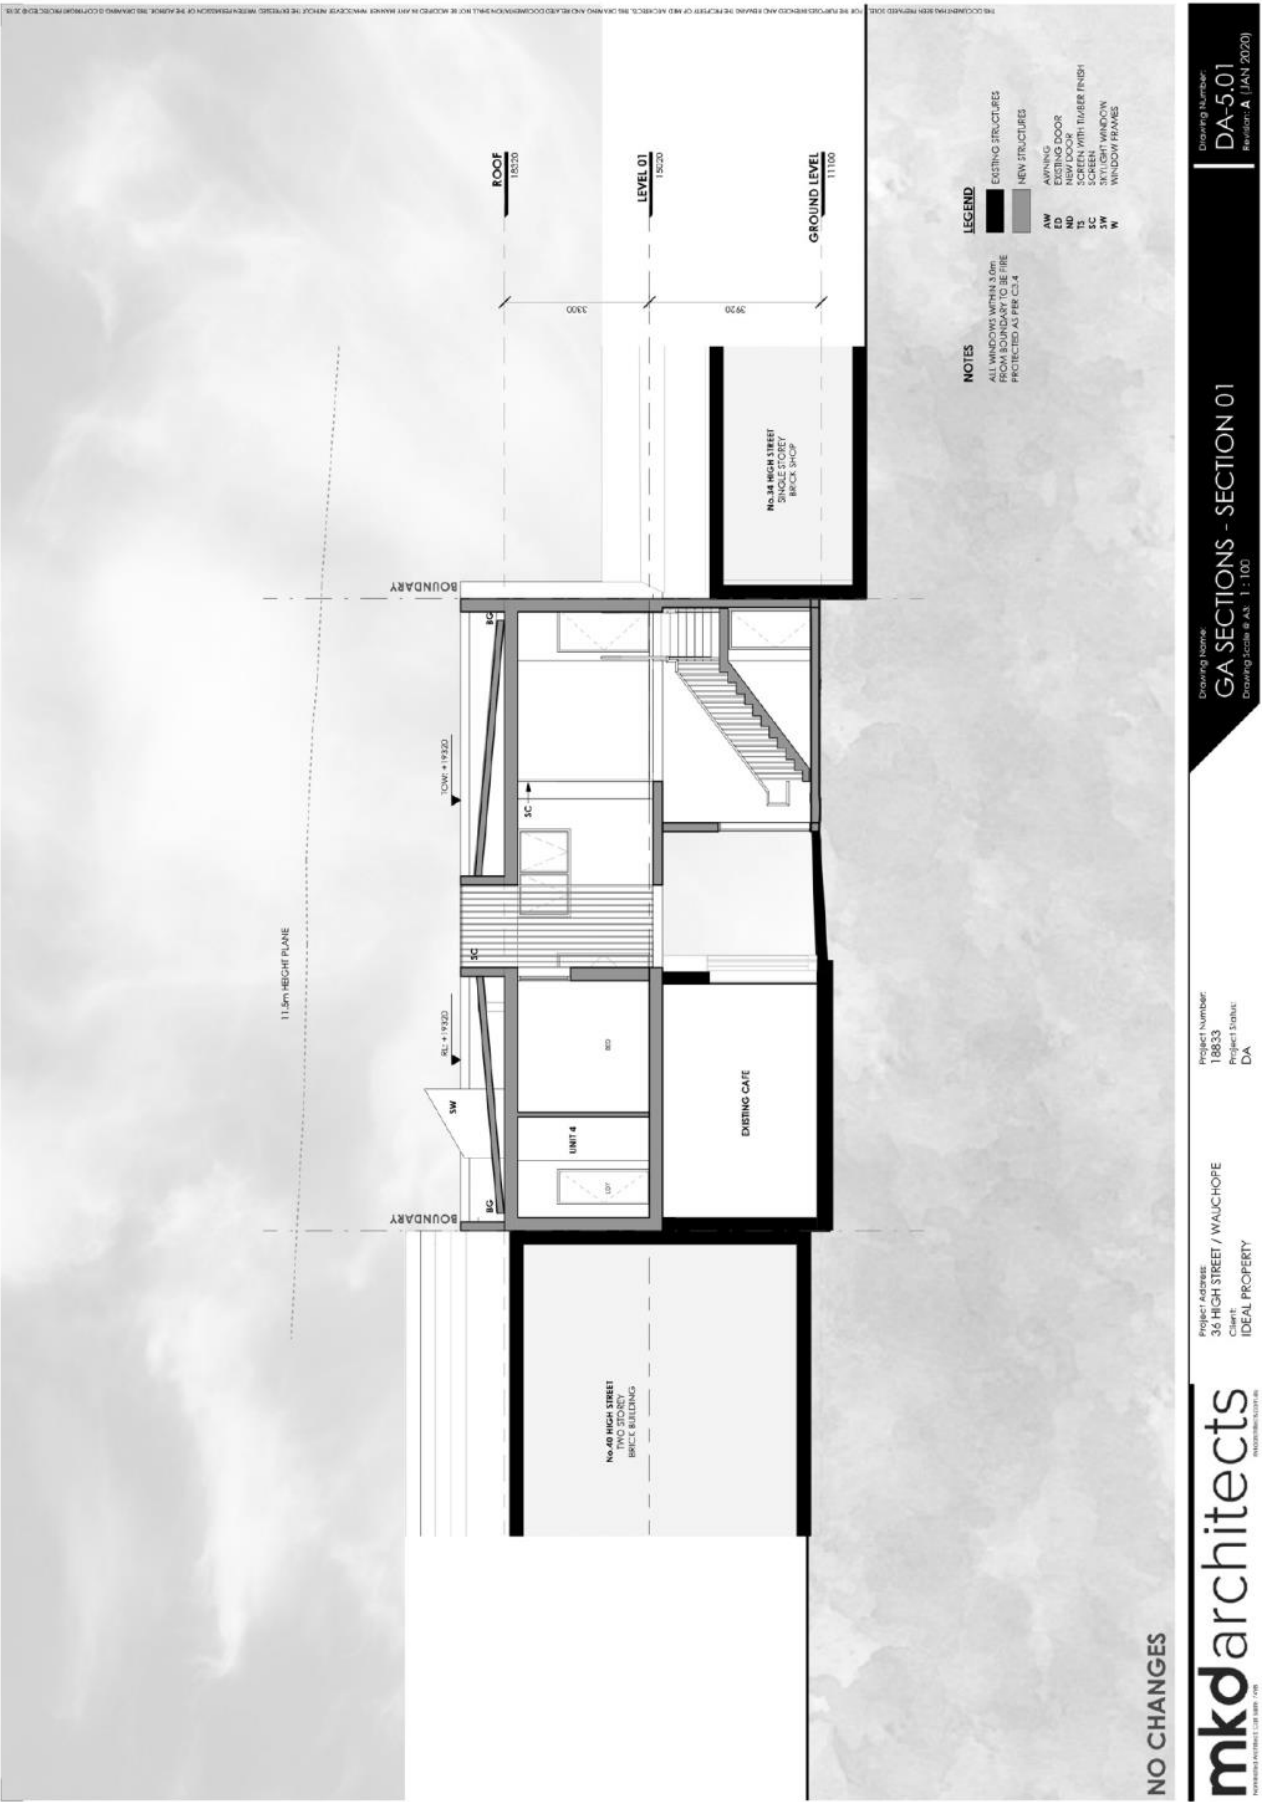 11.5m HEIGHT PLANE
ROOF
18320
LEVEL 01
15020
GROUND LEVEL
11100
3300
3920
BOUNDARY
BOUNDARY
RL: +19320
TOW: +19320
SW
SC
SC
BG
BG
UNIT 4
BED
EXISTING CAFE
No.40 HIGH STREET
TWO STOREY
BRICK BUILDING
No.34 HIGH STREET
SINGLE STOREY
BRICK SHOP
NOTES
ALL WINDOWS WITHIN 3.0m
FROM BOUNDARY TO BE FIRE
PROTECTED AS PER C3.4
LEGEND
EXISTING STRUCTURES
NEW STRUCTURES
AW AWNING
ED EXISTING DOOR
ND NEW DOOR
TS SCREEN WITH TIMBER FINISH
SC SCREEN
SW SKYLIGHT WINDOW
W WINDOW FRAMES
NO CHANGES
mkdarchitects
Project Address:
36 HIGH STREET / WAUCHOPE
Client:
IDEAL PROPERTY
Project Number:
18833
Project Status:
DA
Drawing Name:
GA SECTIONS - SECTION 01
Drawing Scale @ A3: 1 : 100
Drawing Number:
DA-5.01
Revision: A (JAN 2020)